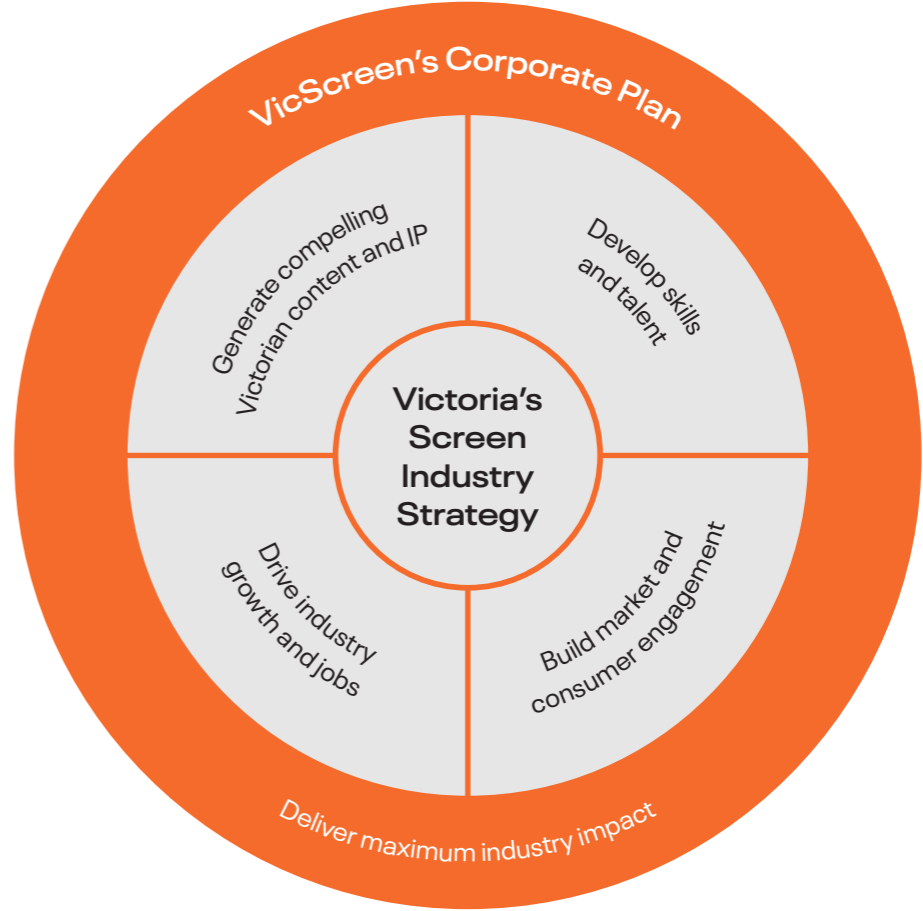 VicScreen’s Corporate Plan
Generate compelling
Victorian content and IP
Develop skills
and talent
Victoria’s
Screen
Industry
Strategy
Drive industry
growth and jobs
Build market and
consumer engagement
Deliver maximum industry impact